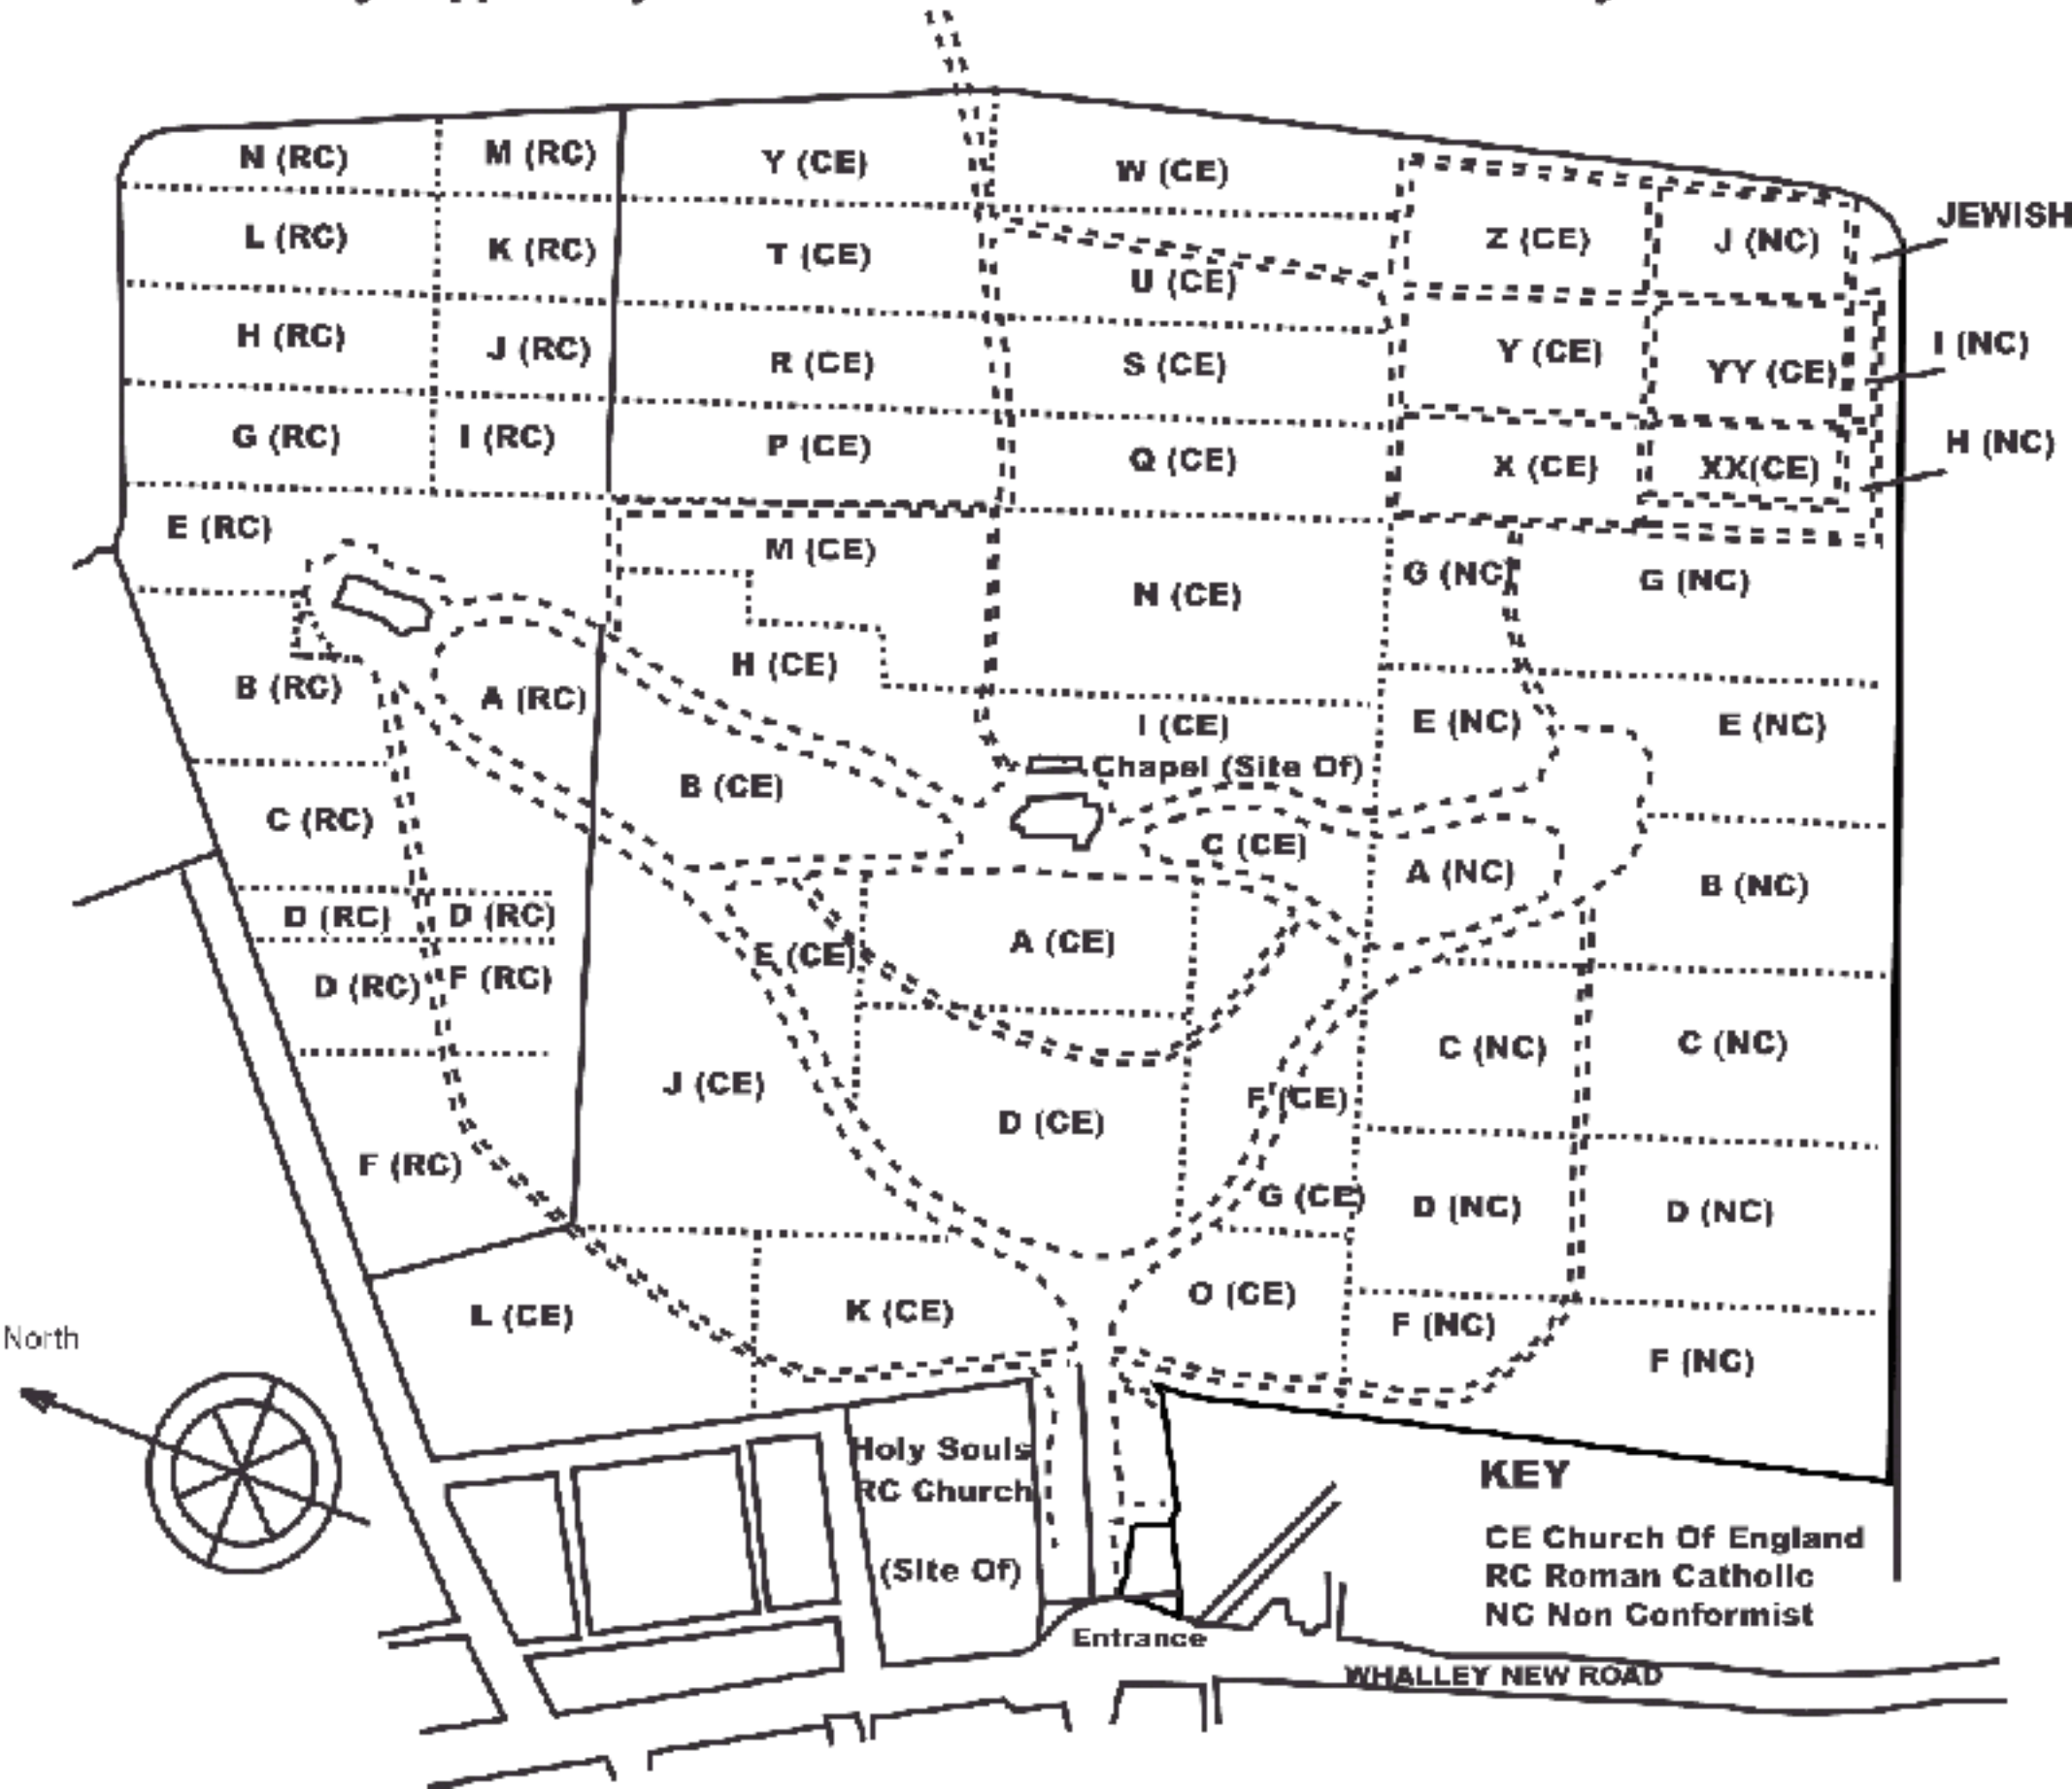 N (RC)
M (RC)
Y (CE)
W (CE)
L (RC)
K (RC)
T (CE)
U (CE)
Z (CE)
J (NC)
JEWISH
H (RC)
J (RC)
R (CE)
S (CE)
Y (CE)
YY (CE)
I (NC)
G (RC)
I (RC)
P (CE)
Q (CE)
X (CE)
XX(CE)
H (NC)
E (RC)
M (CE)
N (CE)
G (NC)
G (NC)
B (RC)
A (RC)
H (CE)
I (CE)
E (NC)
E (NC)
Chapel (Site Of)
B (CE)
C (RC)
C (CE)
A (NC)
B (NC)
D (RC)
D (RC)
E (CE)
A (CE)
D (RC)
F (RC)
J (CE)
D (CE)
F (CE)
C (NC)
C (NC)
F (RC)
G (CE)
D (NC)
D (NC)
L (CE)
K (CE)
O (CE)
F (NC)
F (NC)
North
Holy Souls
RC Church
(Site Of)
KEY
CE Church Of England
RC Roman Catholic
NC Non Conformist
Entrance
WHALLEY NEW ROAD